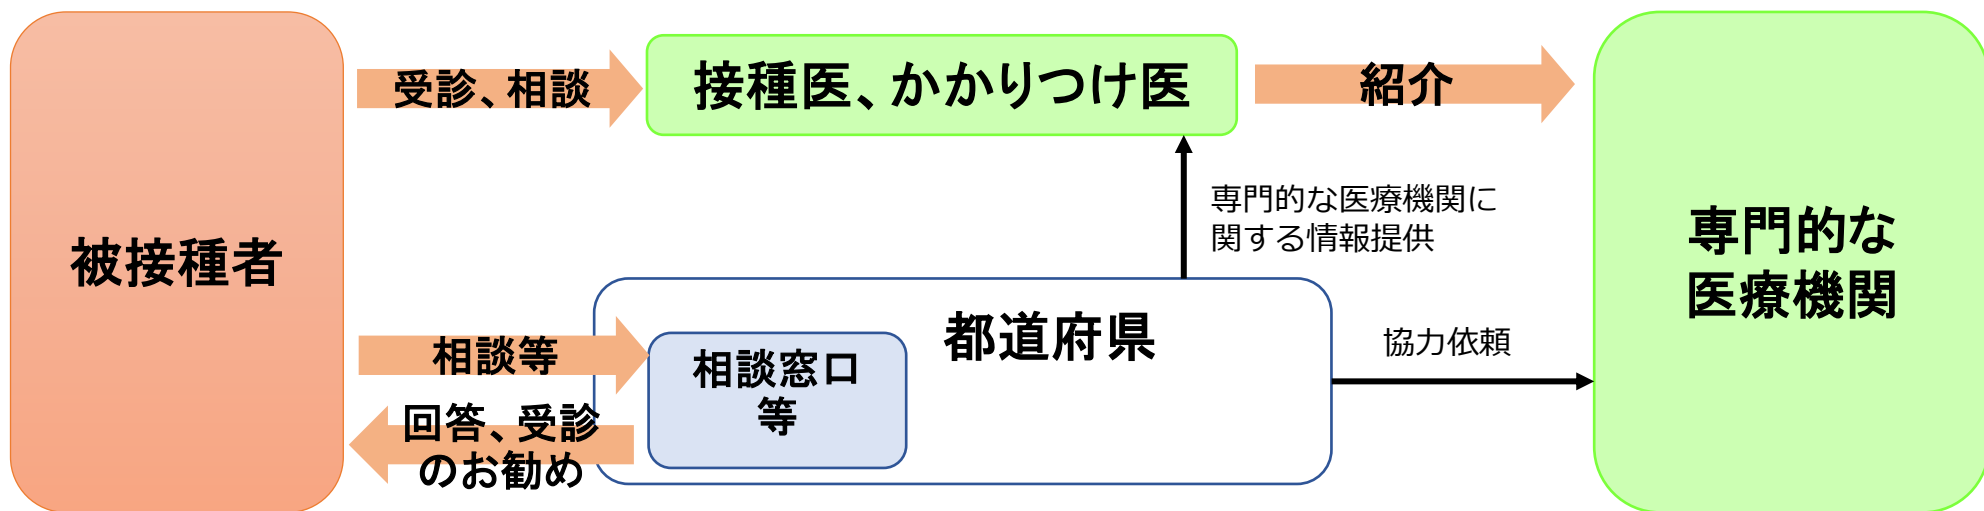 被接種者
受診、相談
接種医、かかりつけ医
紹介
専門的な医療機関に
関する情報提供
専門的な
医療機関
都道府県
相談等
相談窓口
等
協力依頼
回答、受診
のお勧め